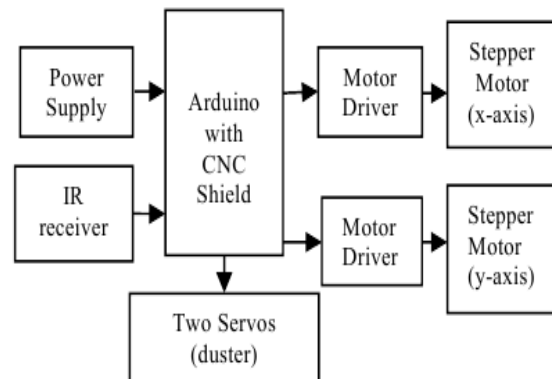 Power
Supply
IR
receiver
Arduino
with
CNC
Shield
Motor
Driver
Stepper
Motor
(x-axis)
Motor
Driver
Stepper
Motor
(y-axis)
Two Servos
(duster)